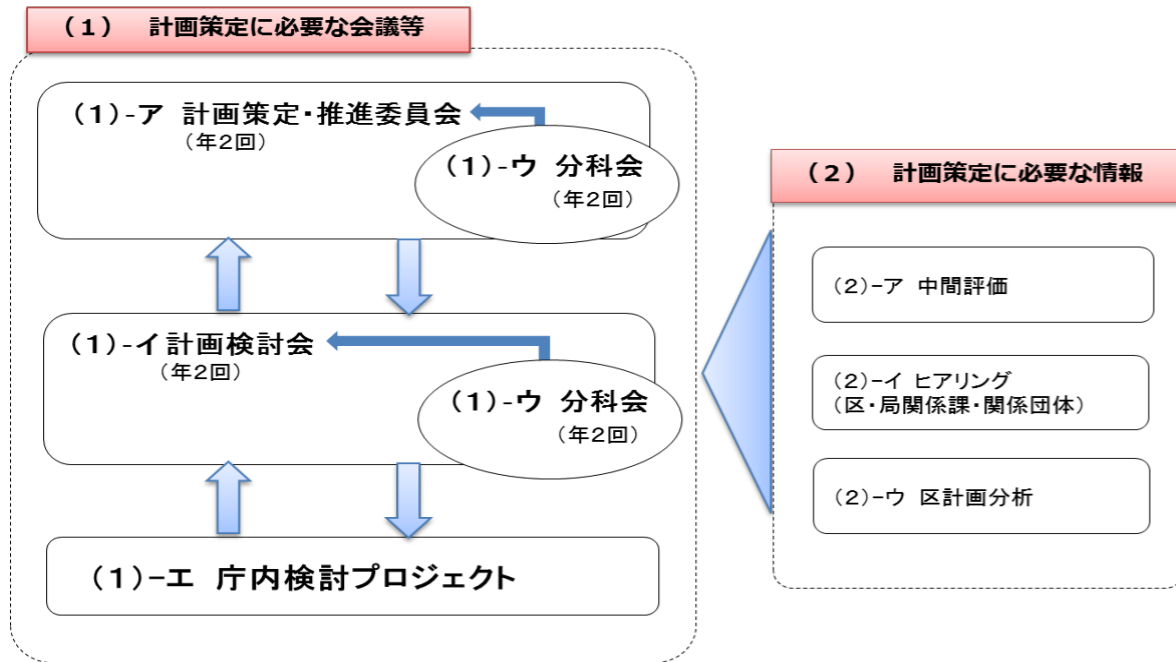 （１）　計画策定に必要な会議等
（１）-ア 計画策定・推進委員会
（年２回）
（１）-ウ 分科会
（年２回）
（１）-イ計画検討会
（年２回）
（１）-ウ 分科会
（年２回）
（１）-エ 庁内検討プロジェクト
（２）　計画策定に必要な情報
（２）-ア 中間評価
（２）-イ ヒアリング
（区・局関係課・関係団体）
（２）-ウ 区計画分析